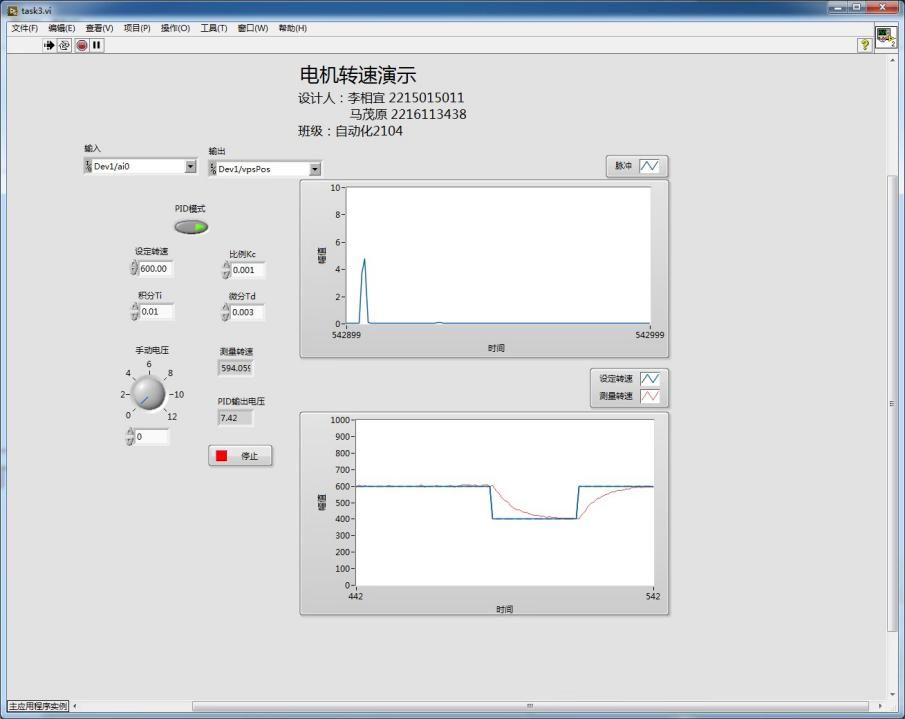 task3.vi
文件(F) 编辑(E) 查看(V) 项目(P) 操作(O) 工具(T) 窗口(W) 帮助(H)
2
电机转速演示
设计人：李相宜 2215015011
马茂原 2216113438
班级：自动化2104
输入
Dev1/ai0
输出
Dev1/vpsPos
PID模式
设定转速
600.00
比例Kc
0.001
积分Ti
0.01
微分Td
0.003
手动电压
0
2
4
6
8
10
12
0
测量转速
594.059
PID输出电压
7.42
停止
脉冲
幅值
10
8
6
4
2
0
542899
542999
时间
设定转速
测量转速
幅值
1000
900
800
700
600
500
400
300
200
100
0
442
542
时间
主应用程序实例